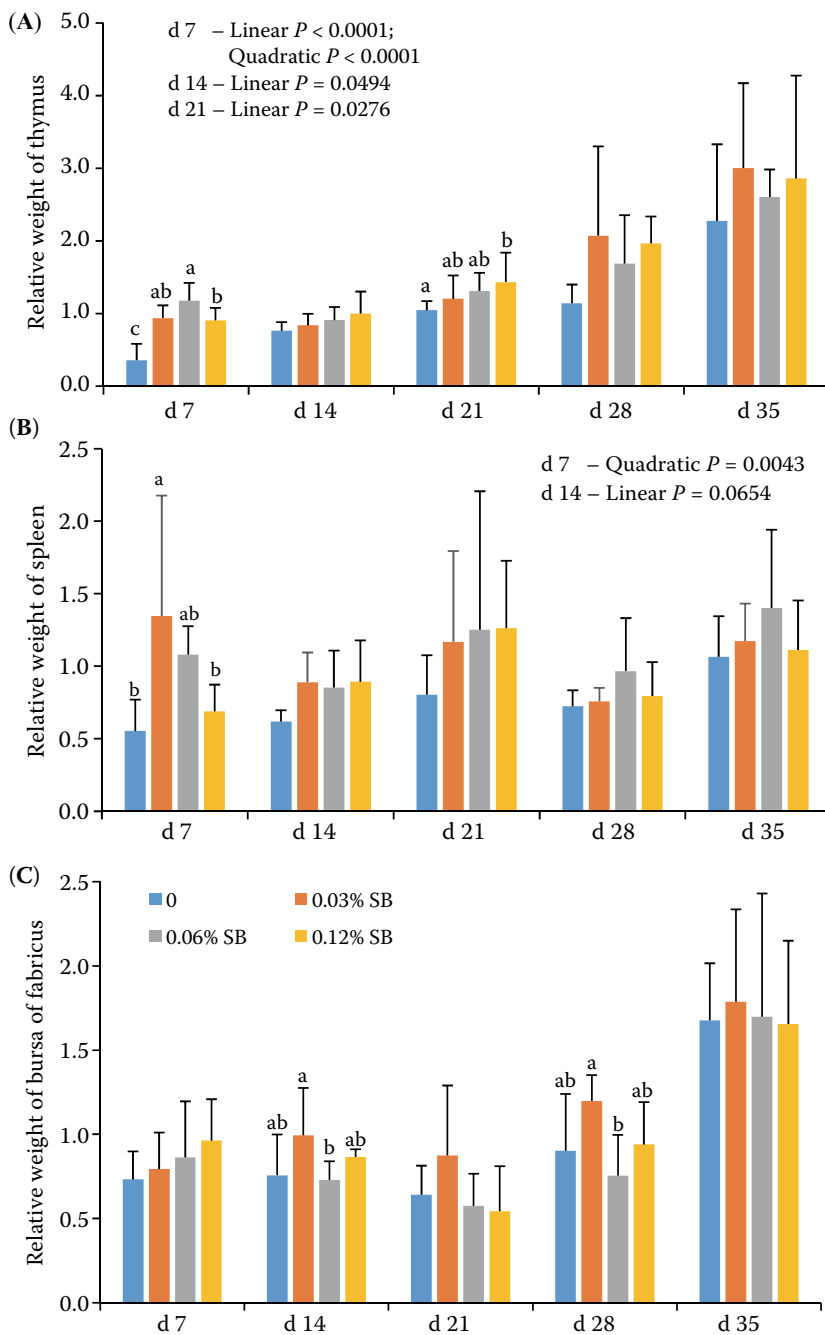 (A)
d 7 – Linear P < 0.0001;
Quadratic P < 0.0001
d 14 – Linear P = 0.0494
d 21 – Linear P = 0.0276
Relative weight of thymus
5.0
4.0
3.0
2.0
1.0
0.0
c ab a b
a ab ab b
d 7 d 14 d 21 d 28 d 35
(B)
d 7 – Quadratic P = 0.0043
d 14 – Linear P = 0.0654
Relative weight of spleen
2.5
2.0
1.5
1.0
0.5
0.0
b a ab b
d 7 d 14 d 21 d 28 d 35
(C)
0 0.03% SB
0.06% SB 0.12% SB
Relative weight of bursa of fabricus
2.5
2.0
1.5
1.0
0.5
0.0
ab a b ab
ab a b ab
d 7 d 14 d 21 d 28 d 35